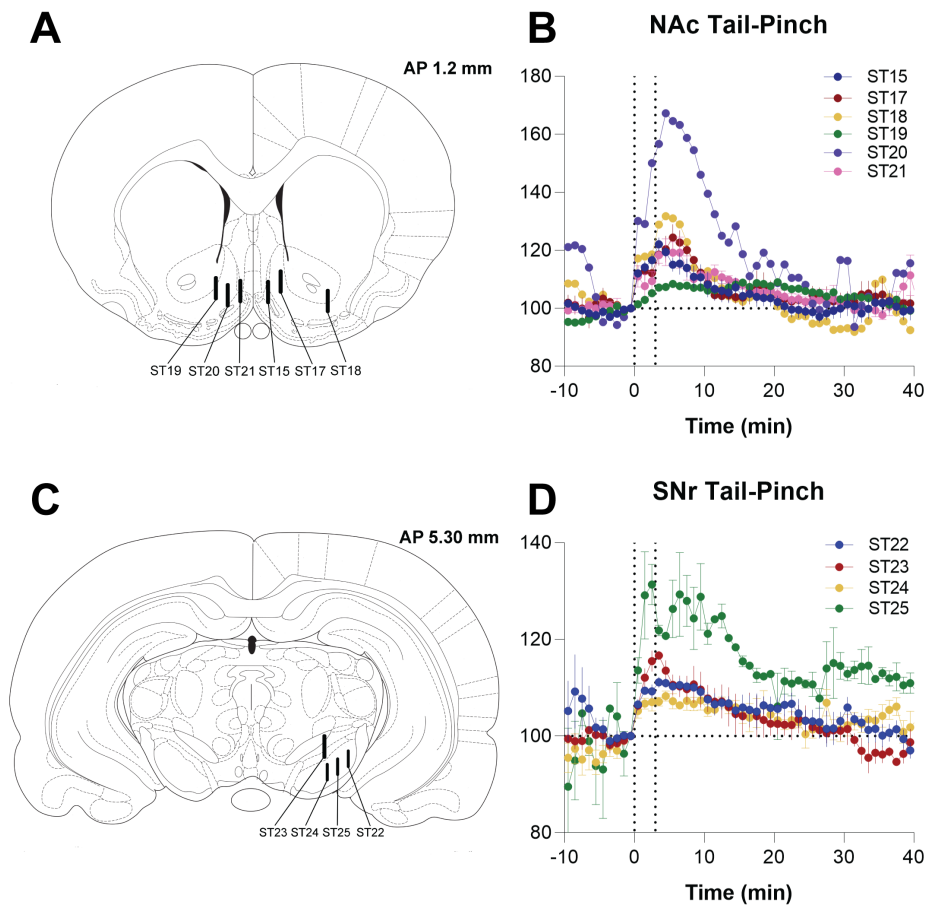 A
AP 1.2 mm
ST19 ST20 ST21 ST15 ST17 ST18
B
NAc Tail-Pinch
180
160
140
120
100
80
-10 0 10 20 30 40
Time (min)
ST15
ST17
ST18
ST19
ST20
ST21
C
AP 5.30 mm
ST23 ST24 ST25 ST22
D
SNr Tail-Pinch
140
120
100
80
-10 0 10 20 30 40
Time (min)
ST22
ST23
ST24
ST25